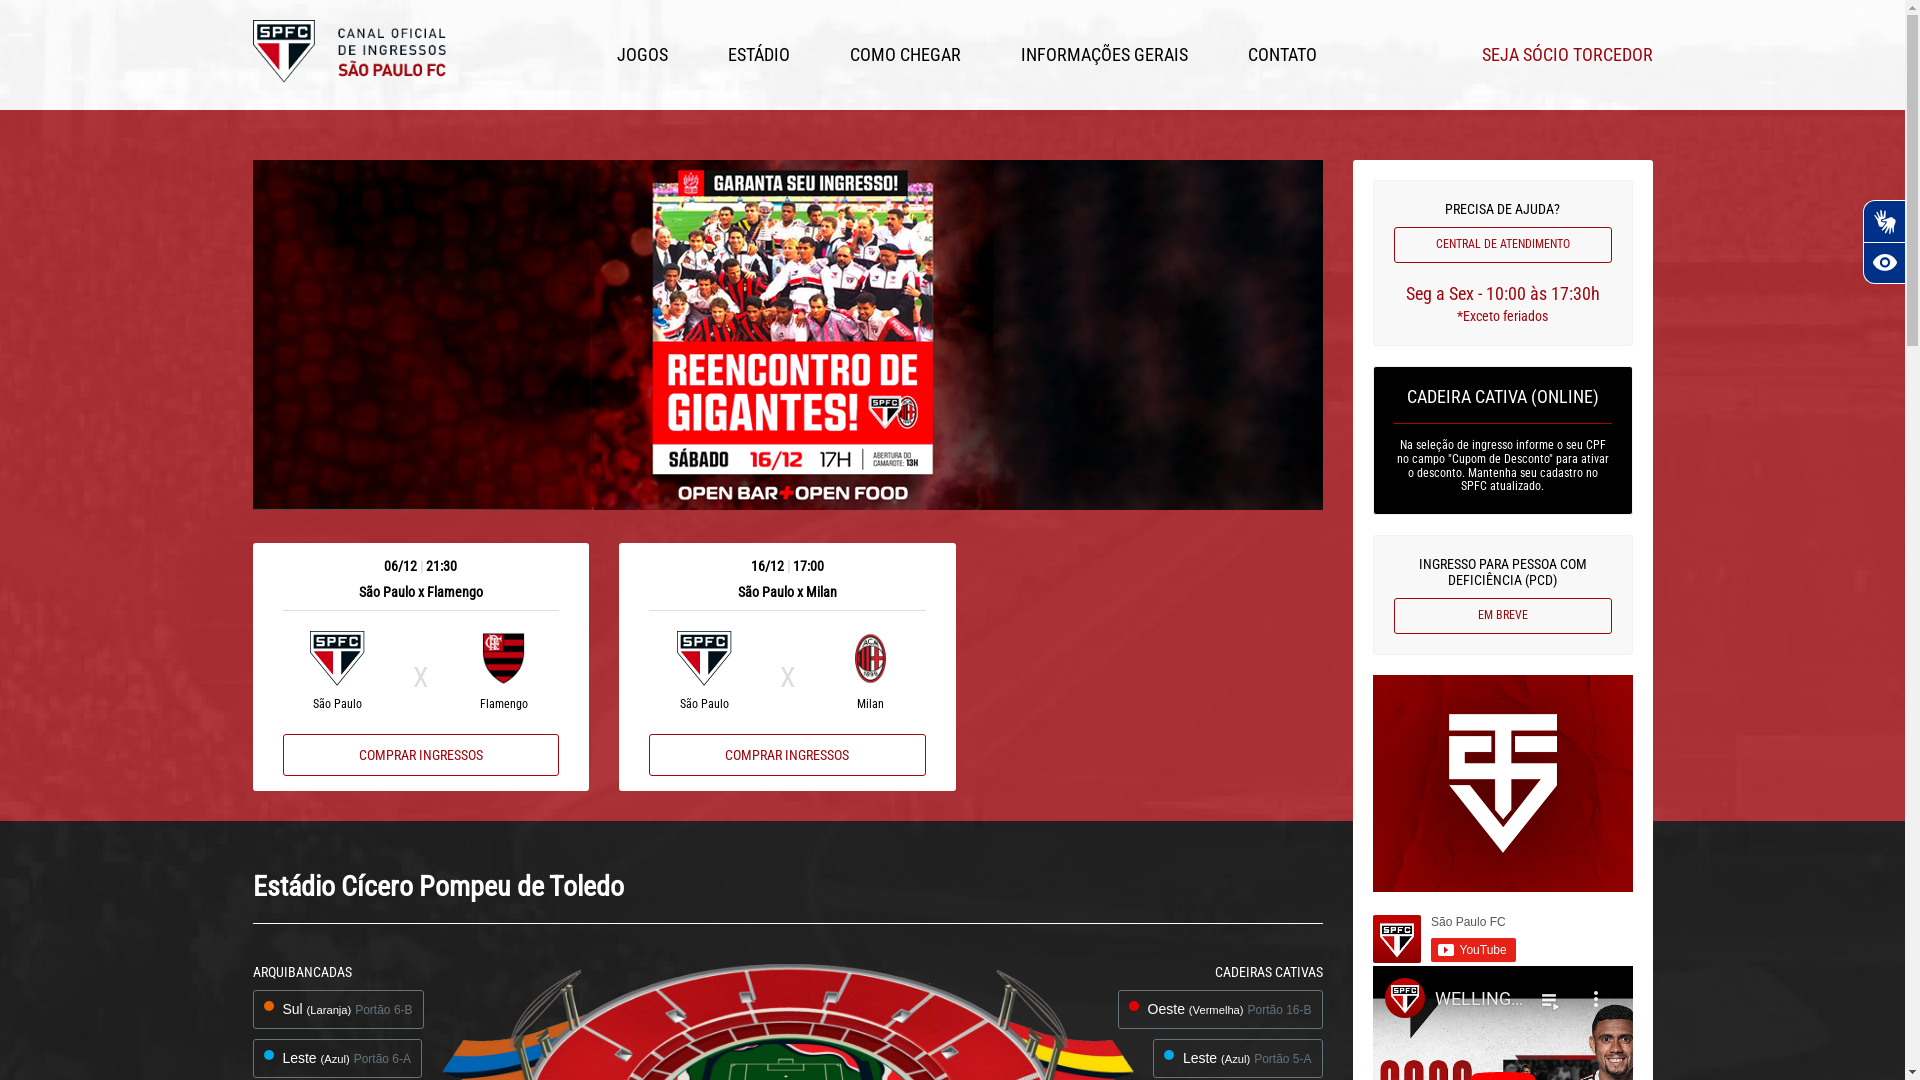 SPFC
CANAL OFICIAL
DE INGRESSOS
SÃO PAULO FC
JOGOS
ESTÁDIO
COMO CHEGAR
INFORMAÇÕES GERAIS
CONTATO
SEJA SÓCIO TORCEDOR
GARANTA SEU INGRESSO!
REENCONTRO DE
GIGANTES!
SPFC
SÁBADO 16/12 17H ABERTURA DO
CAMAROTE: 13H
OPEN BAR+OPEN FOOD
06/12 | 21:30
São Paulo x Flamengo
SPFC
X
São Paulo
Flamengo
COMPRAR INGRESSOS
16/12 | 17:00
São Paulo x Milan
SPFC
X
São Paulo
Milan
COMPRAR INGRESSOS
PRECISA DE AJUDA?
CENTRAL DE ATENDIMENTO
Seg a Sex - 10:00 às 17:30h
*Exceto feriados
CADEIRA CATIVA (ONLINE)
Na seleção de ingresso informe o seu CPF
no campo "Cupom de Desconto" para ativar
o desconto. Mantenha seu cadastro no
SPFC atualizado.
INGRESSO PARA PESSOA COM
DEFICIÊNCIA (PCD)
EM BREVE
SPFC
São Paulo FC
YouTube
SPFC
WELLING...
Estádio Cícero Pompeu de Toledo
ARQUIBANCADAS
Sul (Laranja) Portão 6-B
Leste (Azul) Portão 6-A
CADEIRAS CATIVAS
Oeste (Vermelha) Portão 16-B
Leste (Azul) Portão 5-A